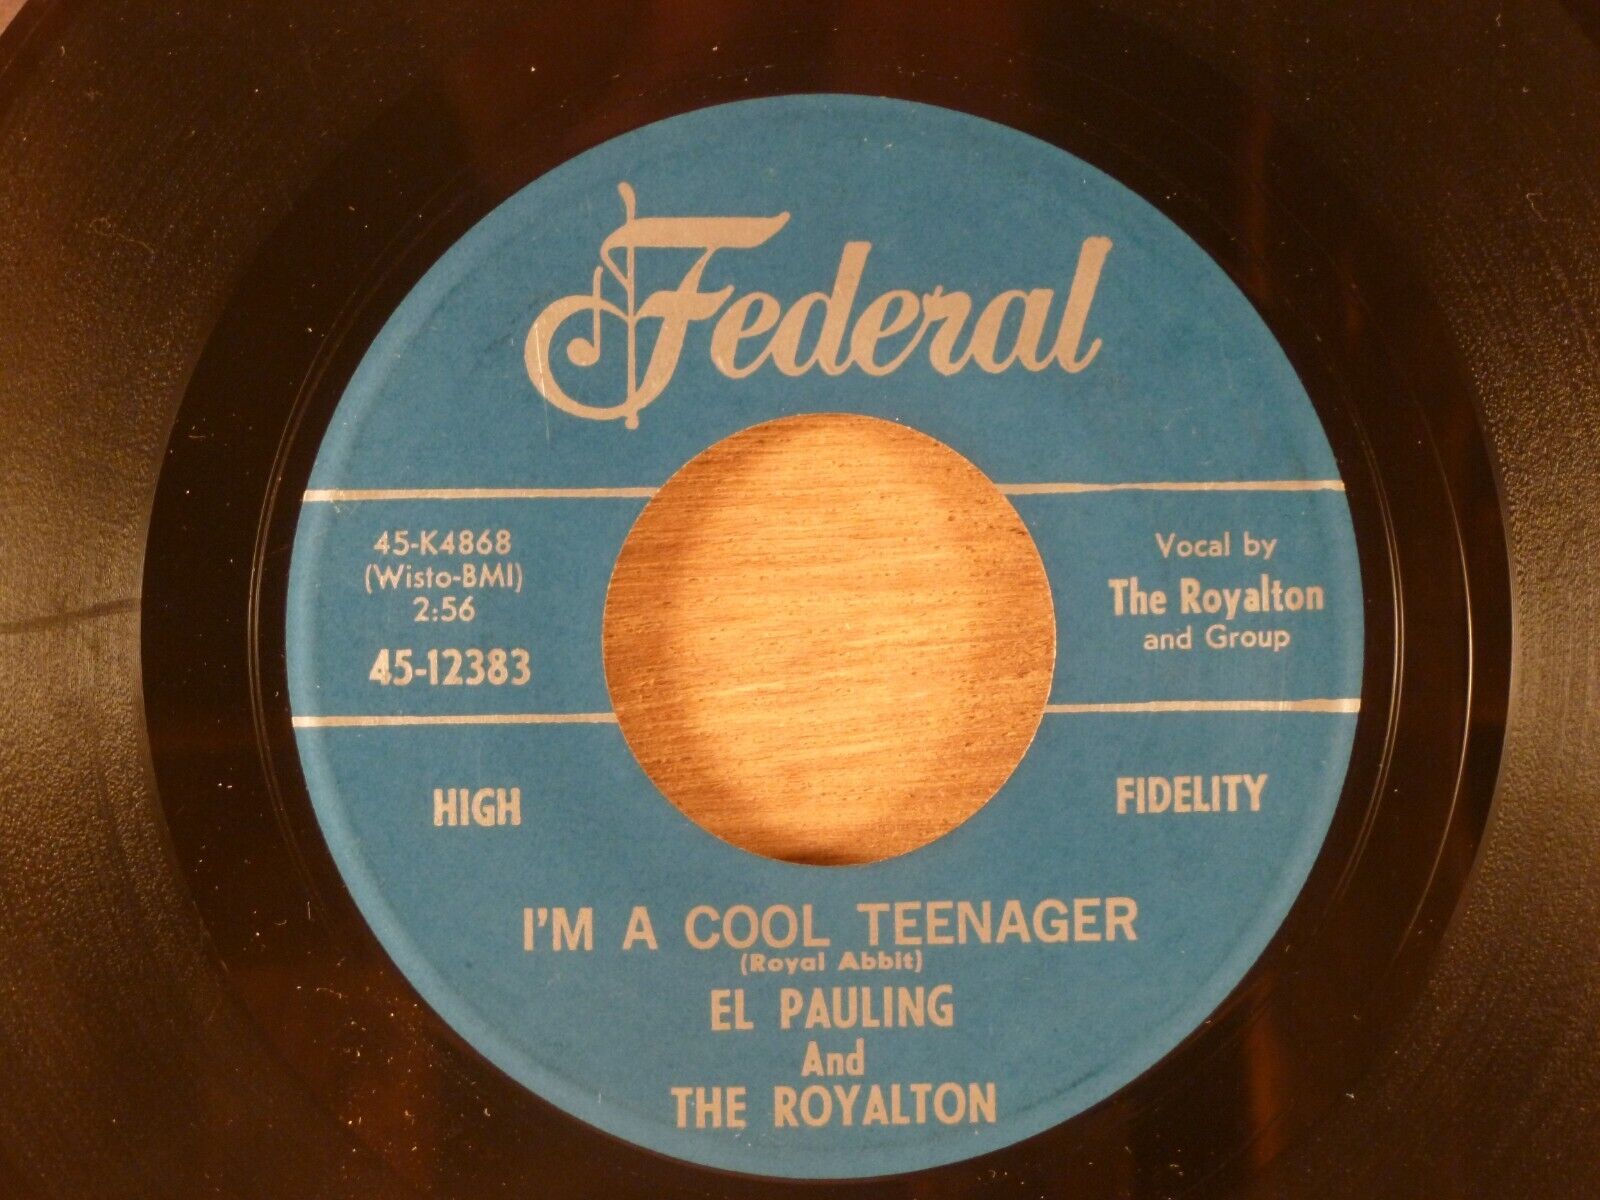 Federal
45-K4868
(Wisto-BMI)
2:56
45-12383
Vocal by
The Royalton
and Group
HIGH
FIDELITY
I'M A COOL TEENAGER
(Royal Abbit)
EL PAULING
And
THE ROYALTON